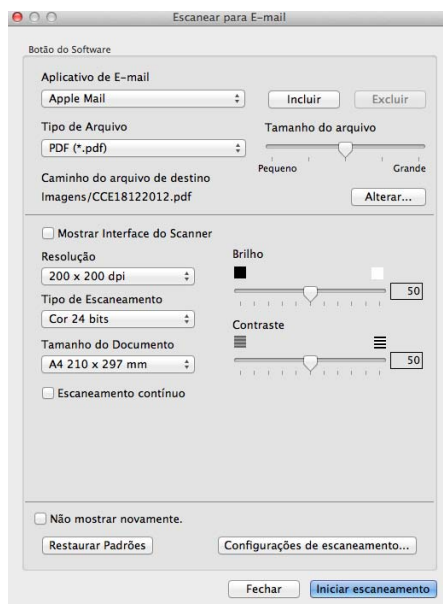 Escanear para E-mail
Botão do Software
Aplicativo de E-mail
Apple Mail
Incluir
Excluir
Tipo de Arquivo
Tamanho do arquivo
PDF (*.pdf)
Pequeno
Grande
Caminho do arquivo de destino
Imagens/CCE18122012.pdf
Alterar...
Mostrar Interface do Scanner
Resolução
Brilho
200 x 200 dpi
50
Tipo de Escaneamento
Cor 24 bits
Contraste
Tamanho do Documento
A4 210 x 297 mm
50
Escaneamento contínuo
Não mostrar novamente.
Restaurar Padrões
Configurações de escaneamento...
Fechar
Iniciar escaneamento